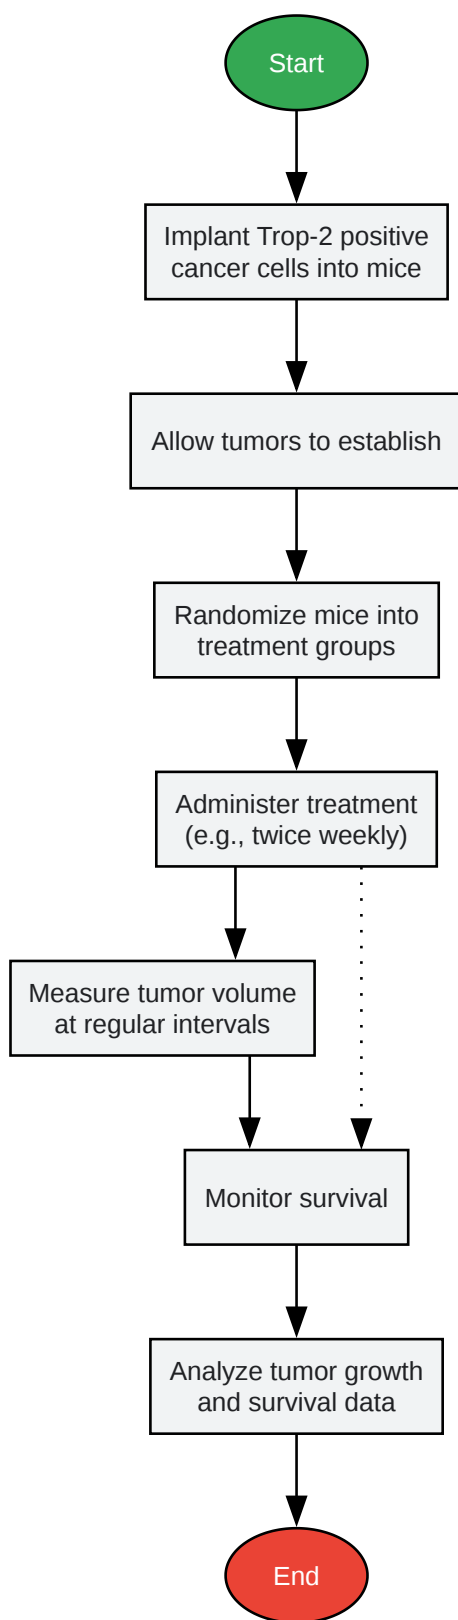 Start
Implant Trop-2 positive
cancer cells into mice
Allow tumors to establish
Randomize mice into
treatment groups
Administer treatment
(e.g., twice weekly)
Measure tumor volume
at regular intervals
Monitor survival
Analyze tumor growth
and survival data
End